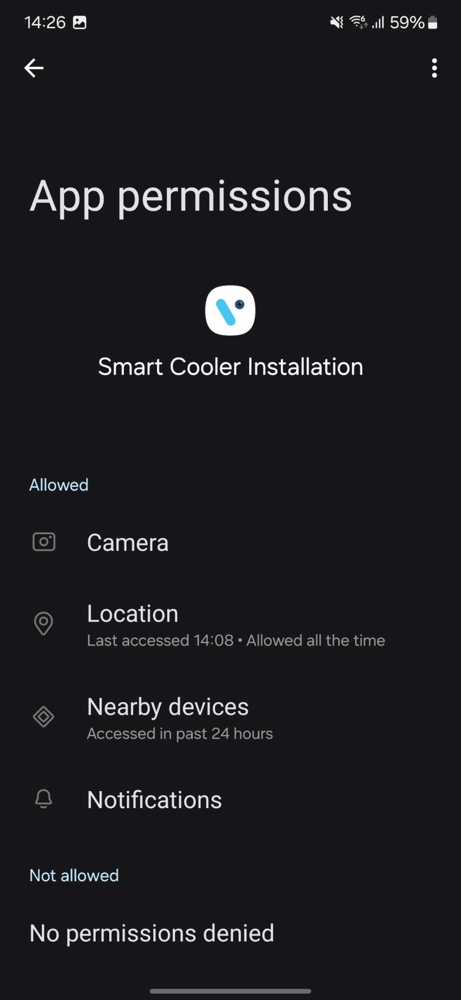 14:26 59%
App permissions
Smart Cooler Installation
Allowed
Camera
Location
Last accessed 14:08 • Allowed all the time
Nearby devices
Accessed in past 24 hours
Notifications
Not allowed
No permissions denied